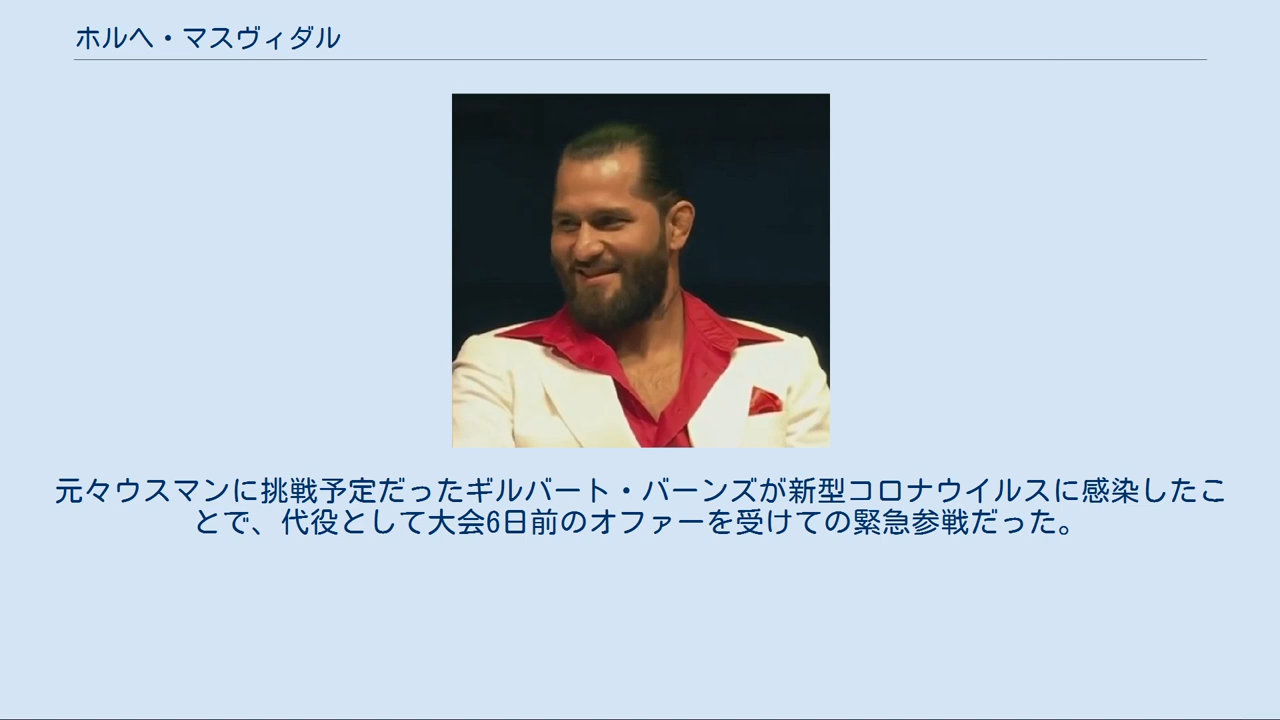 ホルヘ・マスヴィダル
元々ウスマンに挑戦予定だったギルバート・バーンズが新型コロナウイルスに感染したこ
とで、代役として大会6日前のオファーを受けての緊急参戦だった。